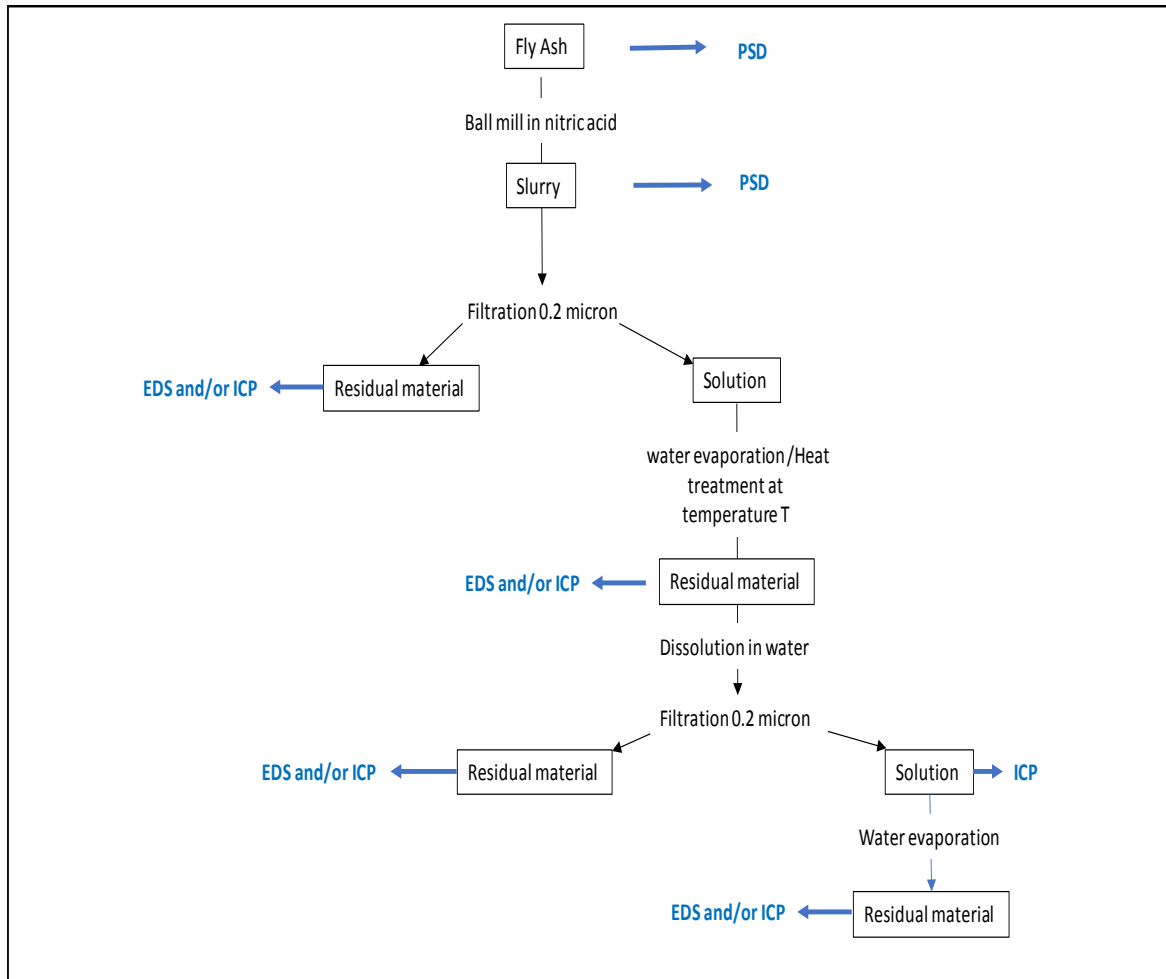 Fly Ash
PSD
Ball mill in nitric acid
Slurry
PSD
Filtration 0.2 micron
EDS and/or ICP
Residual material
Solution
water evaporation/Heat
treatment at
temperature T
EDS and/or ICP
Residual material
Dissolution in water
Filtration 0.2 micron
EDS and/or ICP
Residual material
Solution
ICP
Water evaporation
EDS and/or ICP
Residual material